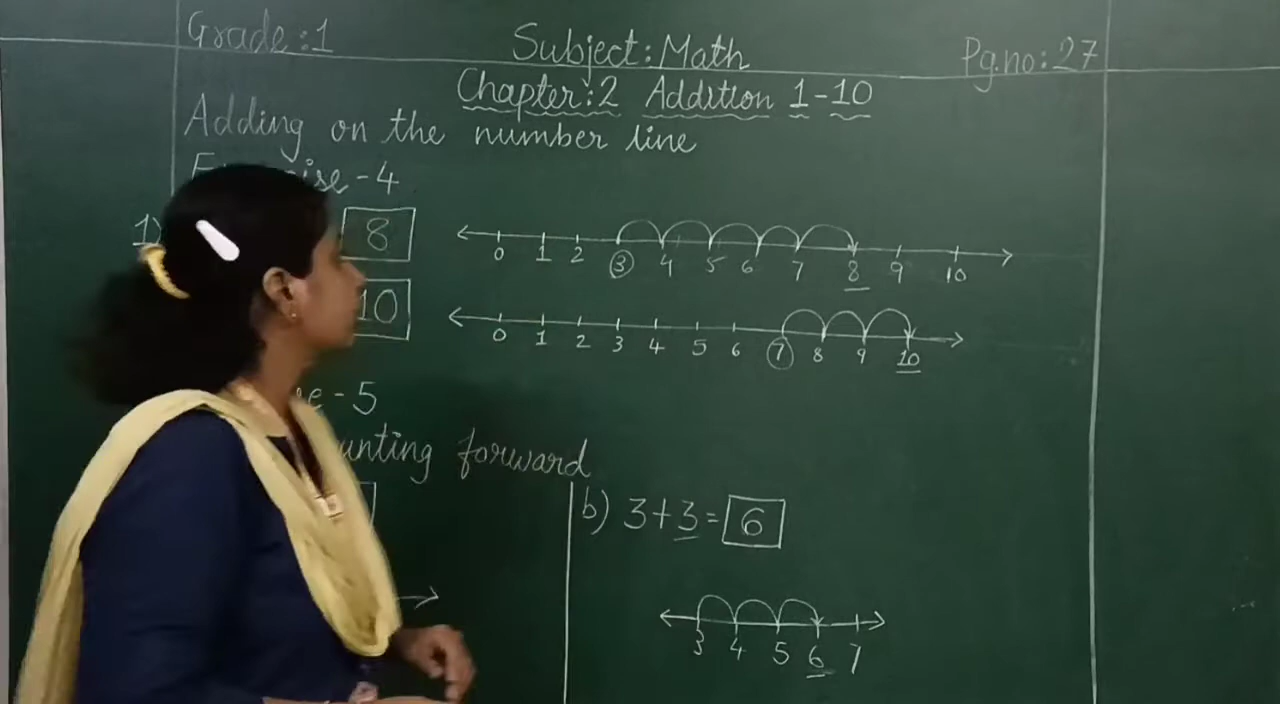 Grade:1 Subject:Math Pg.no:27
Chapter:2 Addition 1-10
Adding on the number line
-4
1) 8
0 1 2 3 4 5 6 7 8 9 10
10
0 1 2 3 4 5 6 7 8 9 10
-5
forward
b) 3+3= 6
3 4 5 6 7